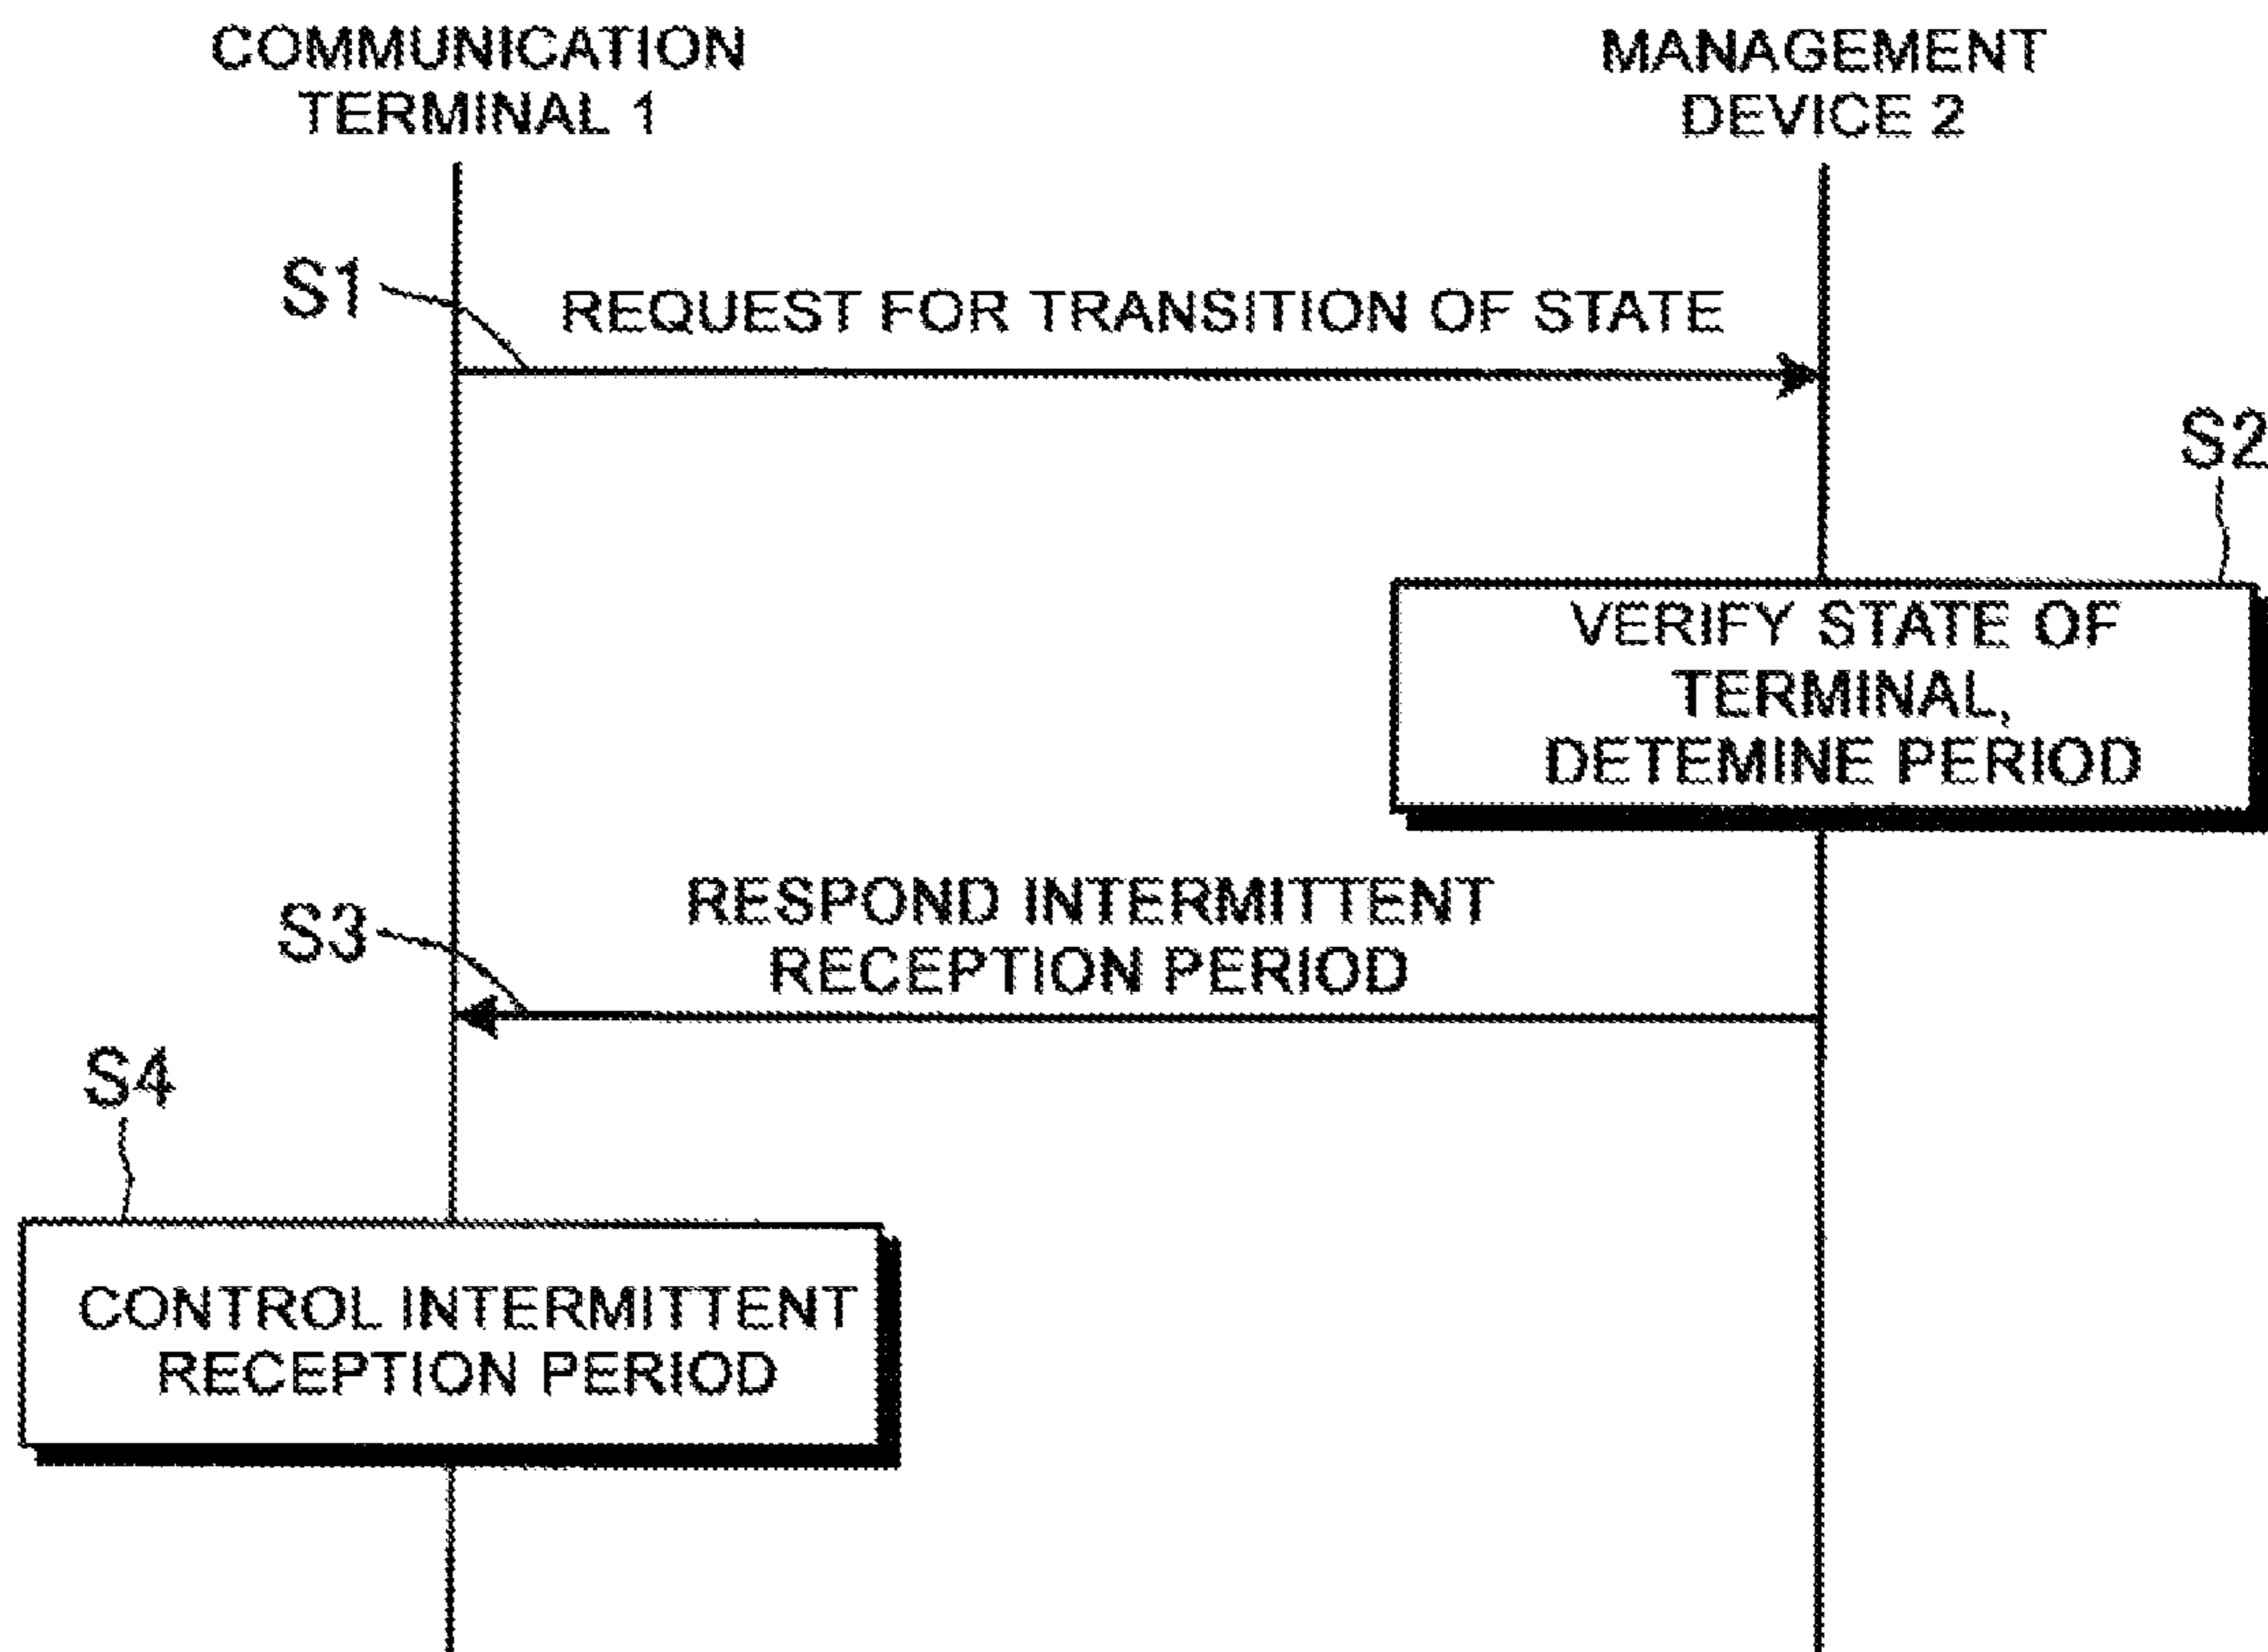 COMMUNICATION
TERMINAL 1
MANAGEMENT
DEVICE 2
S1
REQUEST FOR TRANSITION OF STATE
S2
VERIFY STATE OF
TERMINAL,
DETEMINE PERIOD
S3
RESPOND INTERMITTENT
RECEPTION PERIOD
S4
CONTROL INTERMITTENT
RECEPTION PERIOD